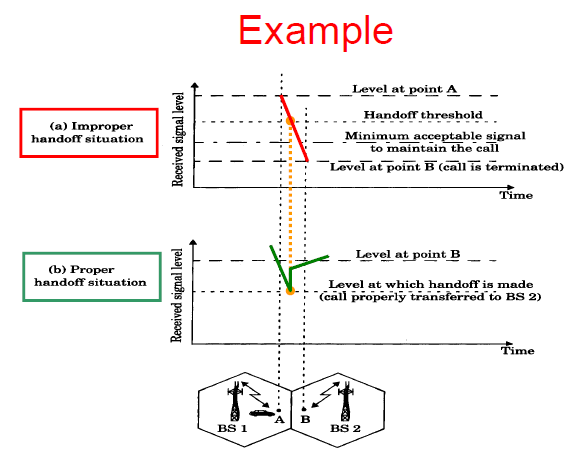 Example
Level at point A
Handoff threshold
(a) Improper
handoff situation
Received signal level
Minimum acceptable signal
to maintain the call
Level at point B (call is terminated)
Time
Level at point B
(b) Proper
handoff situation
Received signal level
Level at which handoff is made
(call properly transferred to BS 2)
Time
A
B
BS 1
BS 2